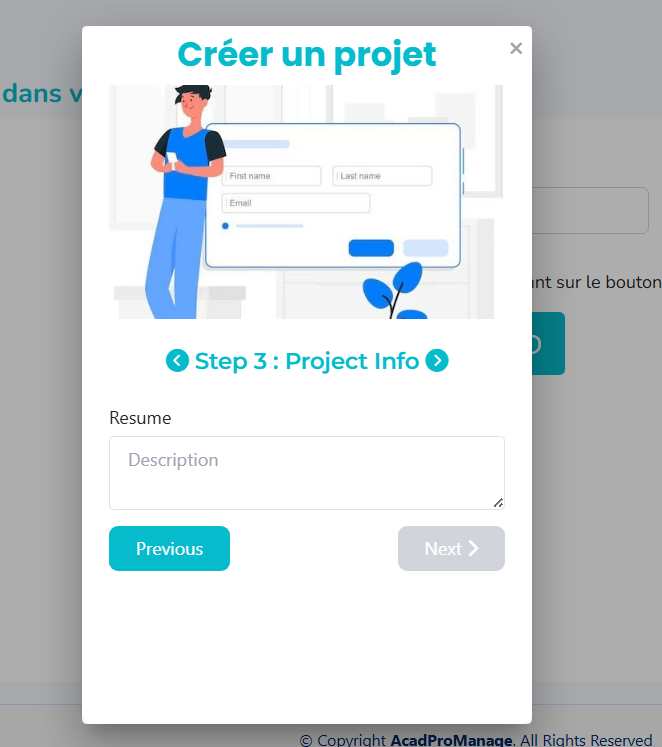 Créer un projet
×
dans v
First name
Last name
Email
ant sur le bouton
Step 3 : Project Info
Resume
Description
Previous
Next
© Copyright AcadProManage. All Rights Reserved